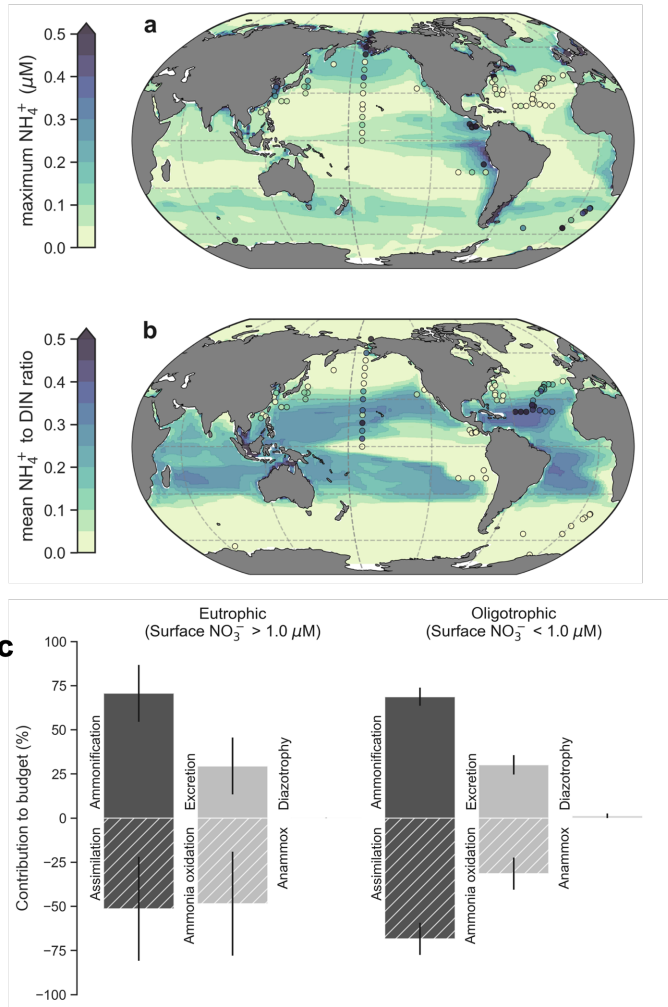 a
maximum NH₄⁺ (μM)
0.5
0.4
0.3
0.2
0.1
0.0
b
mean NH₄⁺ to DIN ratio
0.5
0.4
0.3
0.2
0.1
0.0
c
Eutrophic
(Surface NO₃⁻ > 1.0 μM)
Oligotrophic
(Surface NO₃⁻ < 1.0 μM)
Contribution to budget (%)
100
75
50
25
0
−25
−50
−75
−100
Ammonification
Excretion
Diazotrophy
Assimilation
Ammonia oxidation
Anammox
Ammonification
Excretion
Diazotrophy
Assimilation
Ammonia oxidation
Anammox